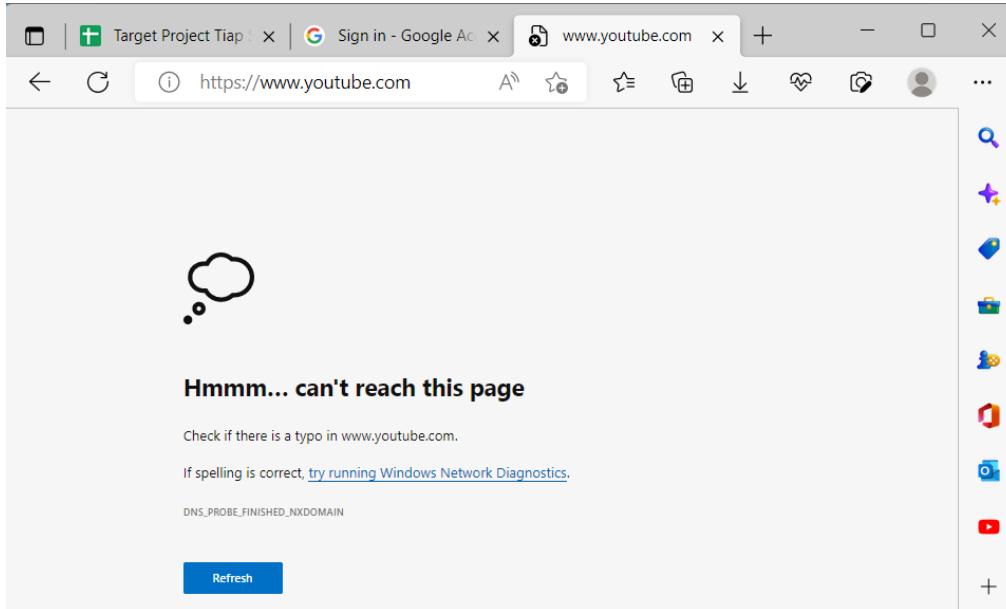 Target Project Tiap
Sign in - Google Ac
www.youtube.com
https://www.youtube.com
Hmmm... can't reach this page
Check if there is a typo in www.youtube.com.
If spelling is correct, try running Windows Network Diagnostics.
DNS_PROBE_FINISHED_NXDOMAIN
Refresh